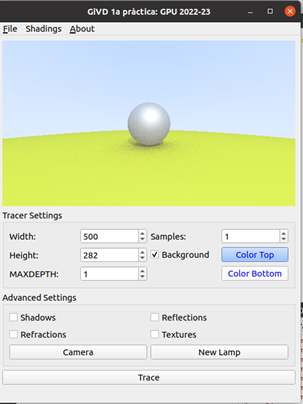 GiVD 1a pràctica: GPU 2022-23
File Shadings About
Tracer Settings
Width: 500 Samples: 1
Height: 282 Background Color Top
MAXDEPTH: 1 Color Bottom
Advanced Settings
Shadows Reflections
Refractions Textures
Camera New Lamp
Trace